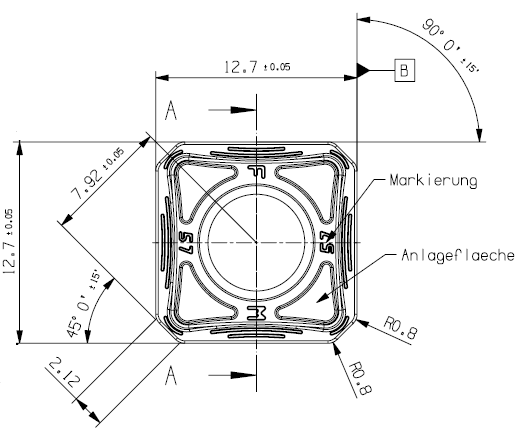 90° 0' ±15'
12.7 ±0.05
B
A
7.92 ±0.05
F
Markierung
12.7 ±0.05
57
Anlageflaeche
45° 0' ±15'
M
R0.8
A
2.12
R0.8